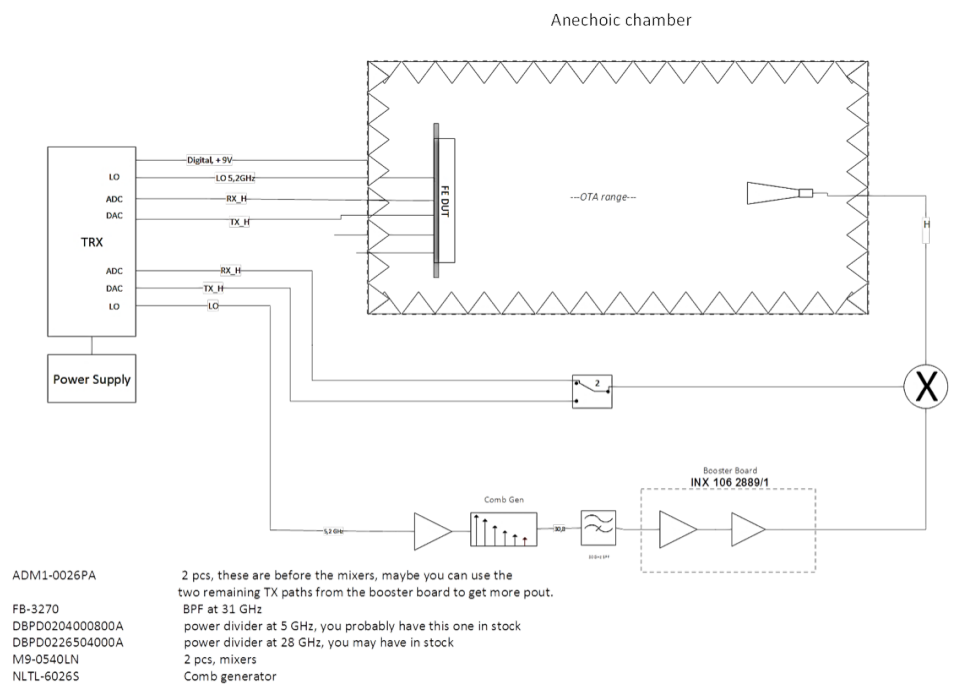 Anechoic chamber
Digital, + 9V
LO
LO 5,2GHz
ADC
RX_H
DAC
TX_H
TRX
ADC
RX_H
DAC
TX_H
LO
LO
FE DUT
---OTA range---
H
Power Supply
2
X
Booster Board
INX 106 2889/1
Comb Gen
5,2 GHz
ADM1-0026PA 2 pcs, these are before the mixers, maybe you can use the
two remaining TX paths from the booster board to get more pout.
FB-3270 BPF at 31 GHz
DBPD0204000800A power divider at 5 GHz, you probably have this one in stock
DBPD0226504000A power divider at 28 GHz, you may have in stock
M9-0540LN 2 pcs, mixers
NLTL-6026S Comb generator